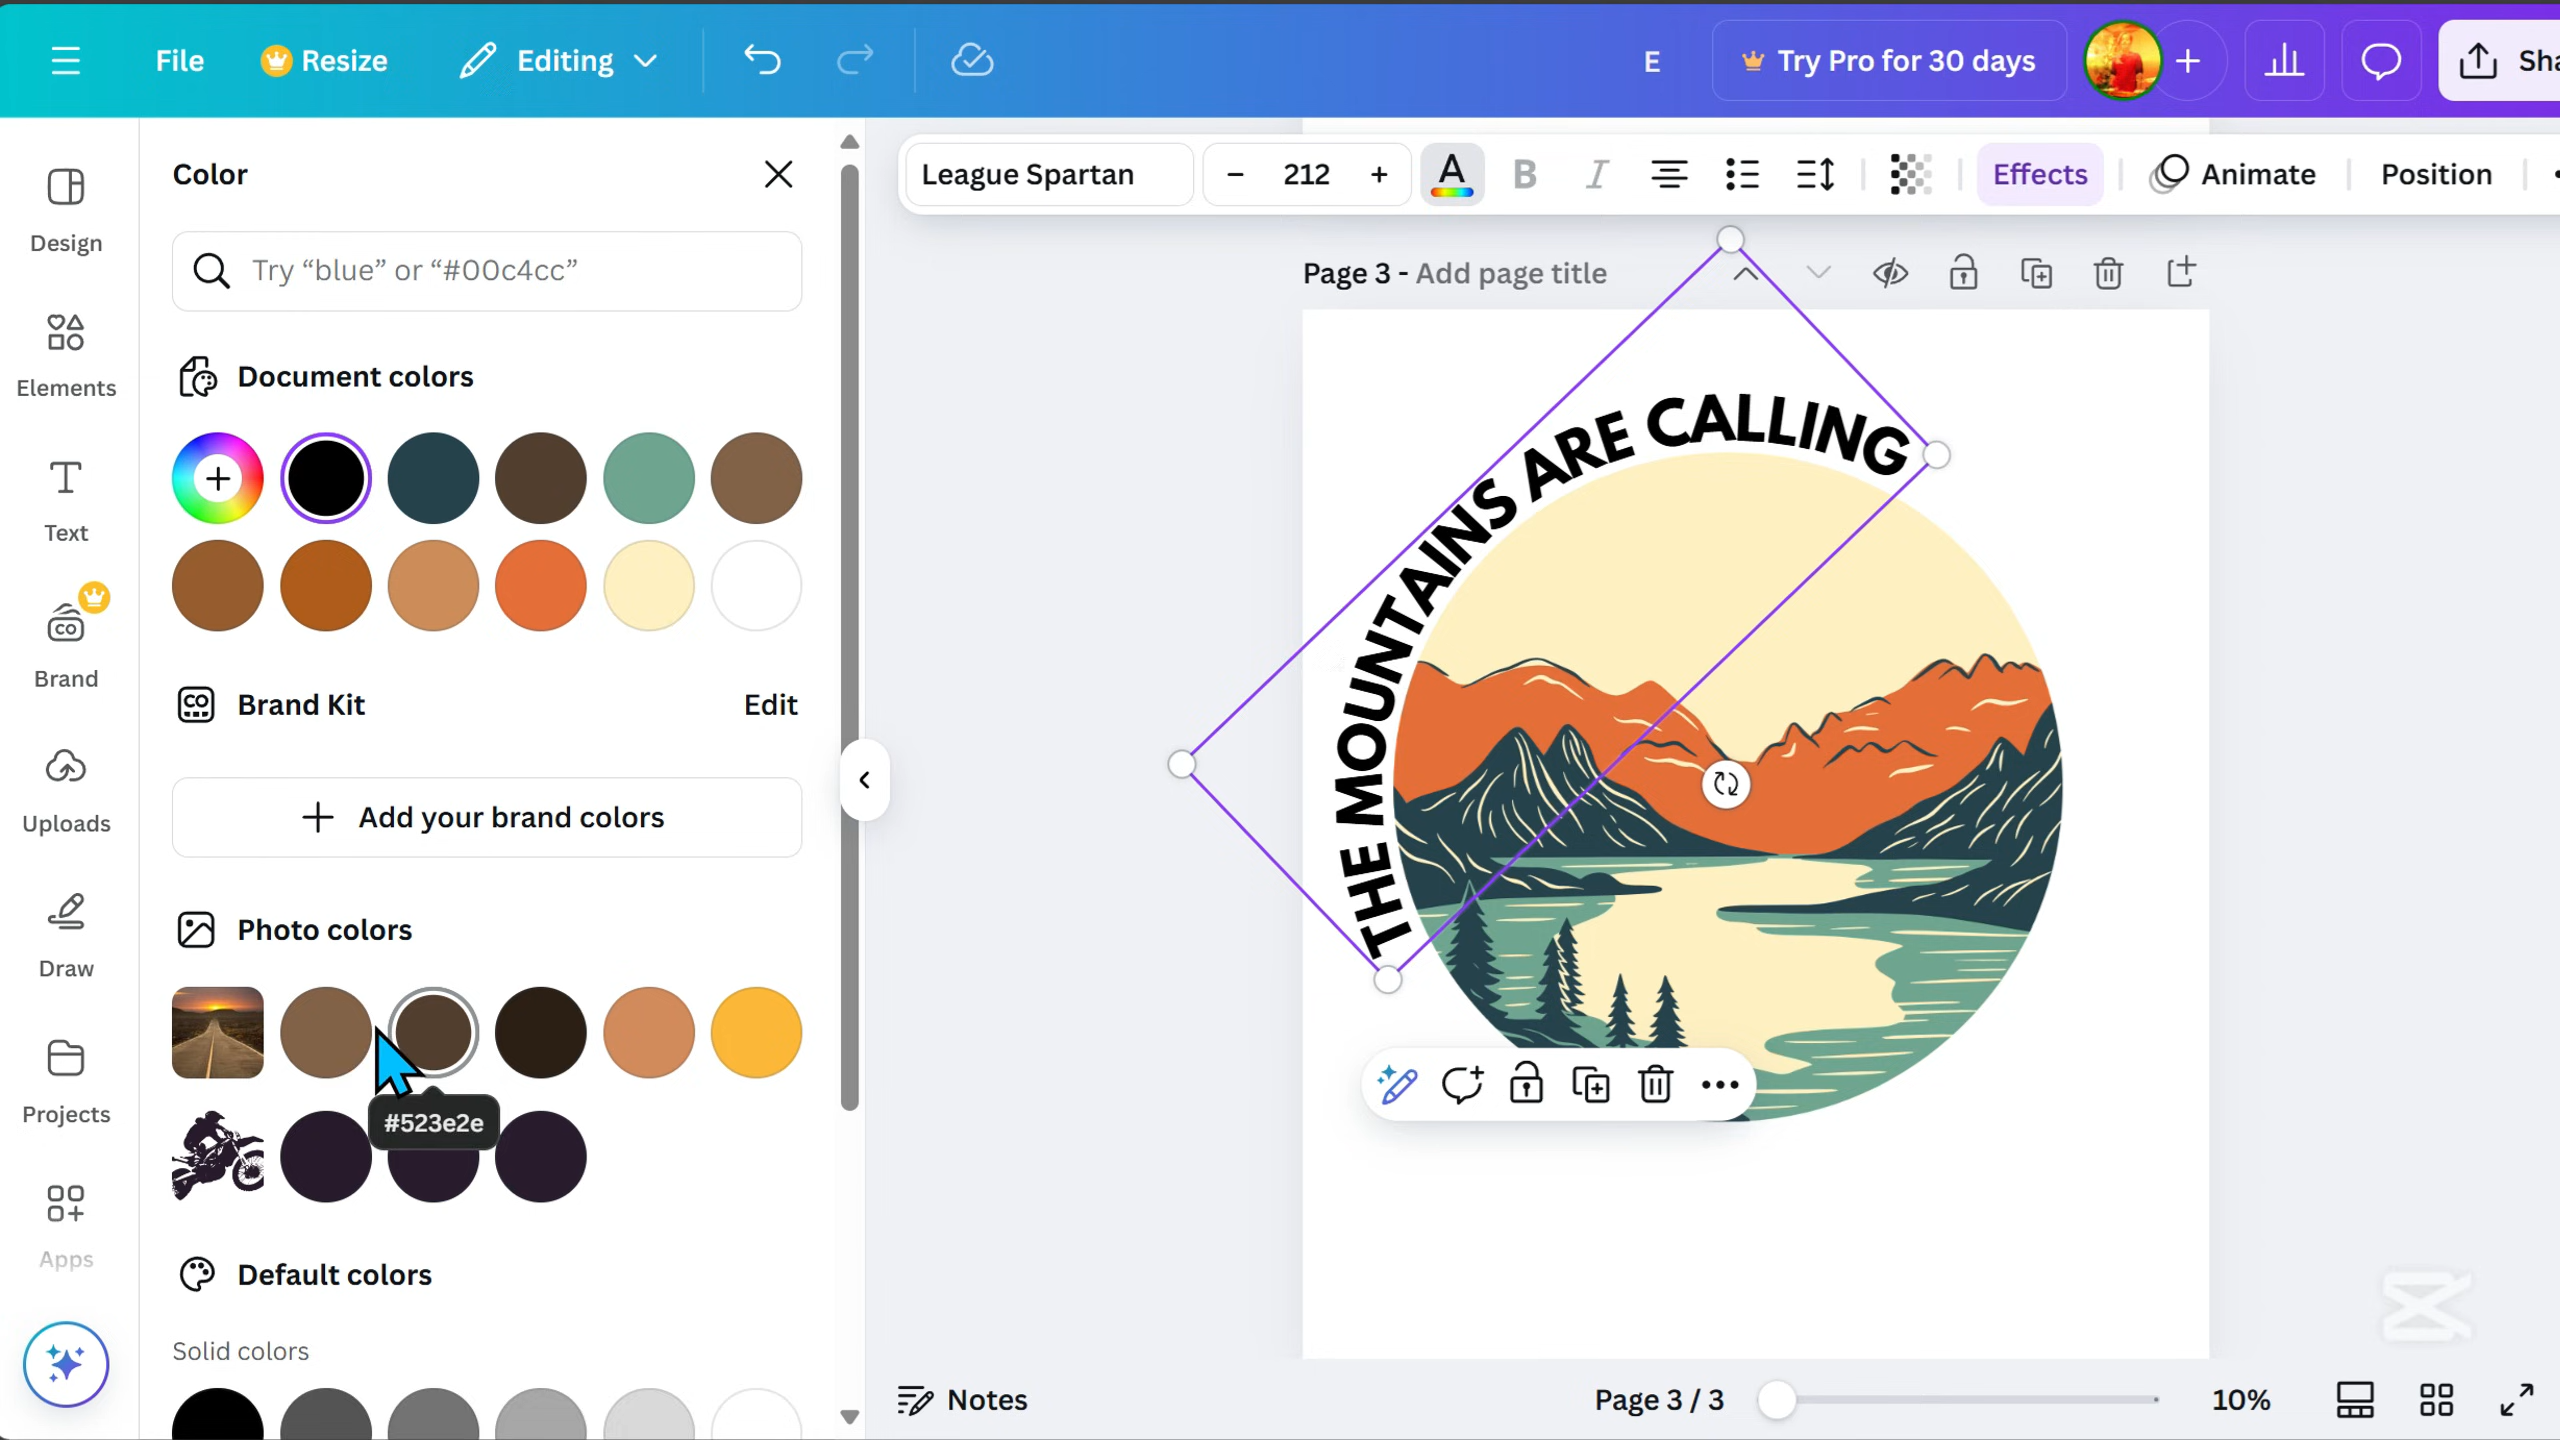 File
Resize
Editing
E
Try Pro for 30 days
Sha
Design
Elements
Text
CO
Brand
Uploads
Draw
Projects
Apps
Color
Try “blue” or “#00c4cc”
Document colors
CO
Brand Kit
Edit
Add your brand colors
Photo colors
#523e2e
Default colors
Solid colors
League Spartan
212
A
B
I
Effects
Animate
Position
Page 3 - Add page title
THE MOUNTAINS ARE CALLING
Notes
Page 3 / 3
10%